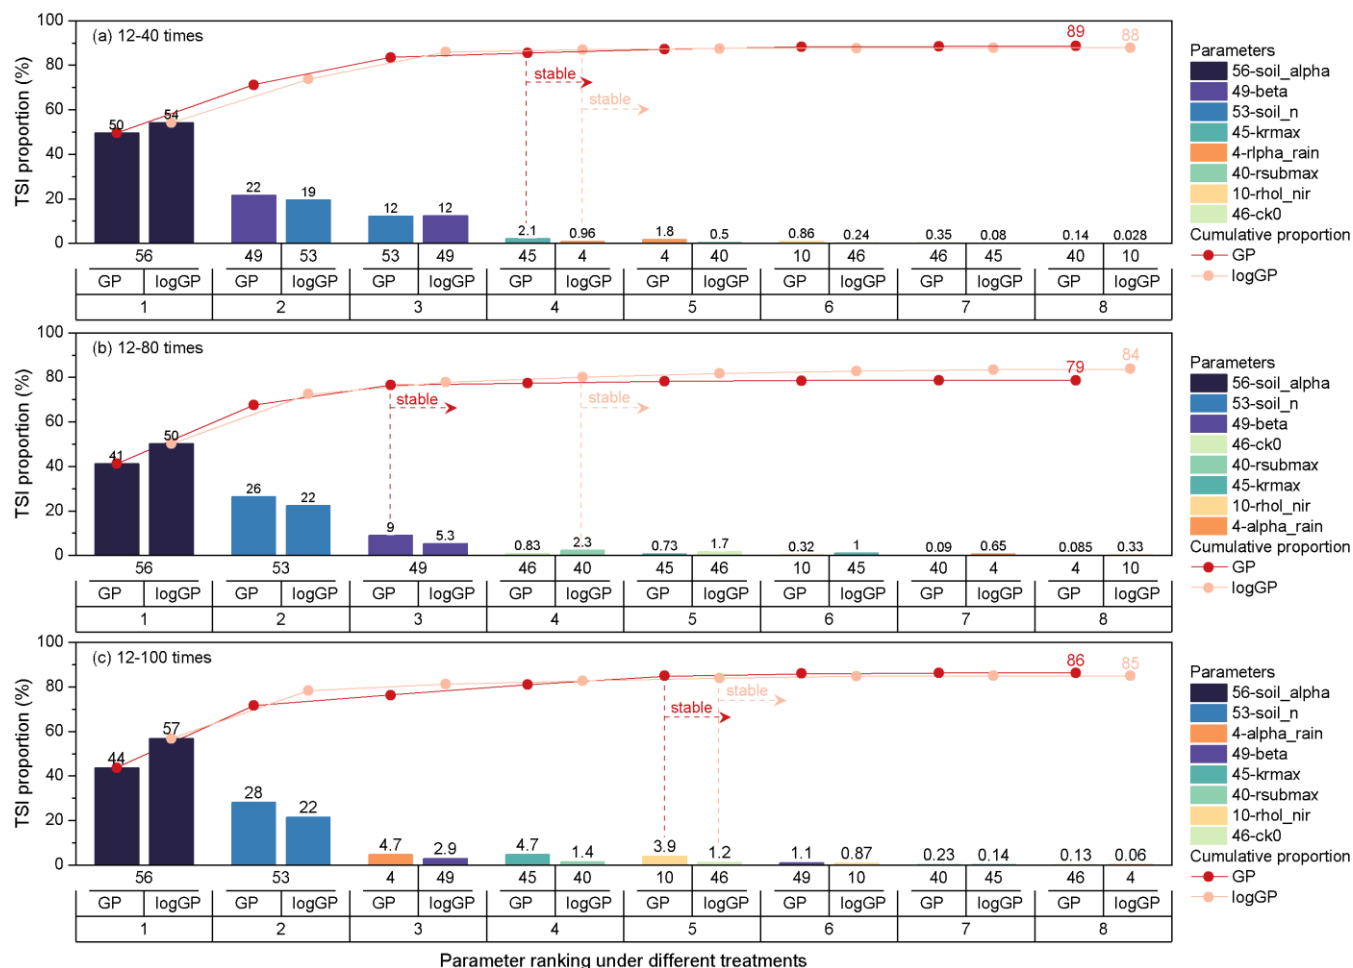 (a) 12-40 times
TSI proportion (%)
100
80
60
40
20
0
89
88
stable
stable
50
54
22
19
12
12
2.1
0.96
1.8
0.5
0.86
0.24
0.35
0.08
0.14
0.028
56
49
53
53
49
45
4
4
40
10
46
46
45
40
10
GP
logGP
GP
logGP
GP
logGP
GP
logGP
GP
logGP
GP
logGP
GP
logGP
GP
logGP
1
2
3
4
5
6
7
8
Parameters
56-soil_alpha
49-beta
53-soil_n
45-krmax
4-rlpha_rain
40-rsubmax
10-rhol_nir
46-ck0
Cumulative proportion
GP
logGP
(b) 12-80 times
TSI proportion (%)
100
80
60
40
20
0
79
84
stable
stable
41
50
26
22
9
5.3
0.83
2.3
0.73
1.7
0.32
1
0.09
0.65
0.085
0.33
56
53
49
46
40
45
46
10
45
40
4
4
10
GP
logGP
GP
logGP
GP
logGP
GP
logGP
GP
logGP
GP
logGP
GP
logGP
GP
logGP
1
2
3
4
5
6
7
8
Parameters
56-soil_alpha
53-soil_n
49-beta
46-ck0
40-rsubmax
45-krmax
10-rhol_nir
4-alpha_rain
Cumulative proportion
GP
logGP
(c) 12-100 times
TSI proportion (%)
100
80
60
40
20
0
86
85
stable
stable
44
57
28
22
4.7
2.9
4.7
1.4
3.9
1.2
1.1
0.87
0.23
0.14
0.13
0.06
56
53
4
49
45
40
10
46
49
10
40
45
46
4
GP
logGP
GP
logGP
GP
logGP
GP
logGP
GP
logGP
GP
logGP
GP
logGP
GP
logGP
1
2
3
4
5
6
7
8
Parameters
56-soil_alpha
53-soil_n
4-alpha_rain
49-beta
45-krmax
40-rsubmax
10-rhol_nir
46-ck0
Cumulative proportion
GP
logGP
Parameter ranking under different treatments